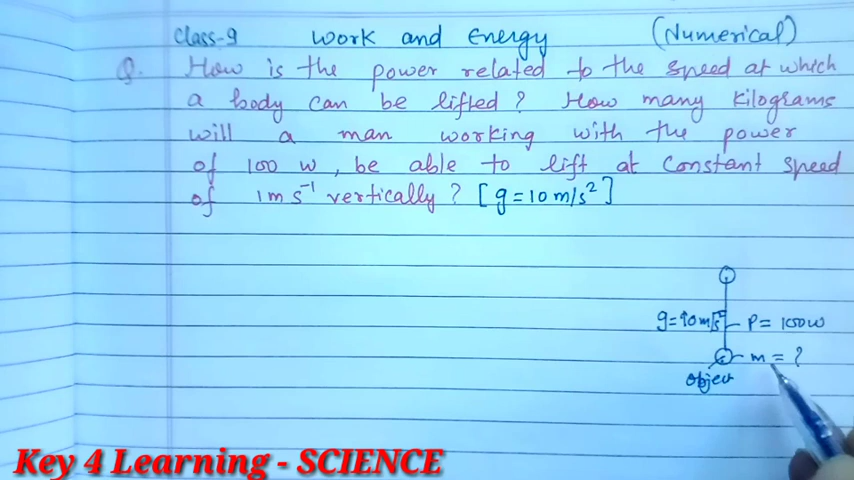 Class-9 Work and Energy (Numerical)
Q. How is the power related to the speed at which
a body can be lifted? How many kilograms
will a man working with the power
of 100 W, be able to lift at constant speed
of 1 m s⁻¹ vertically? [g=10 m/s²]
g=10 m/s² P = 100 W
m = ?
object
Key 4 Learning - SCIENCE